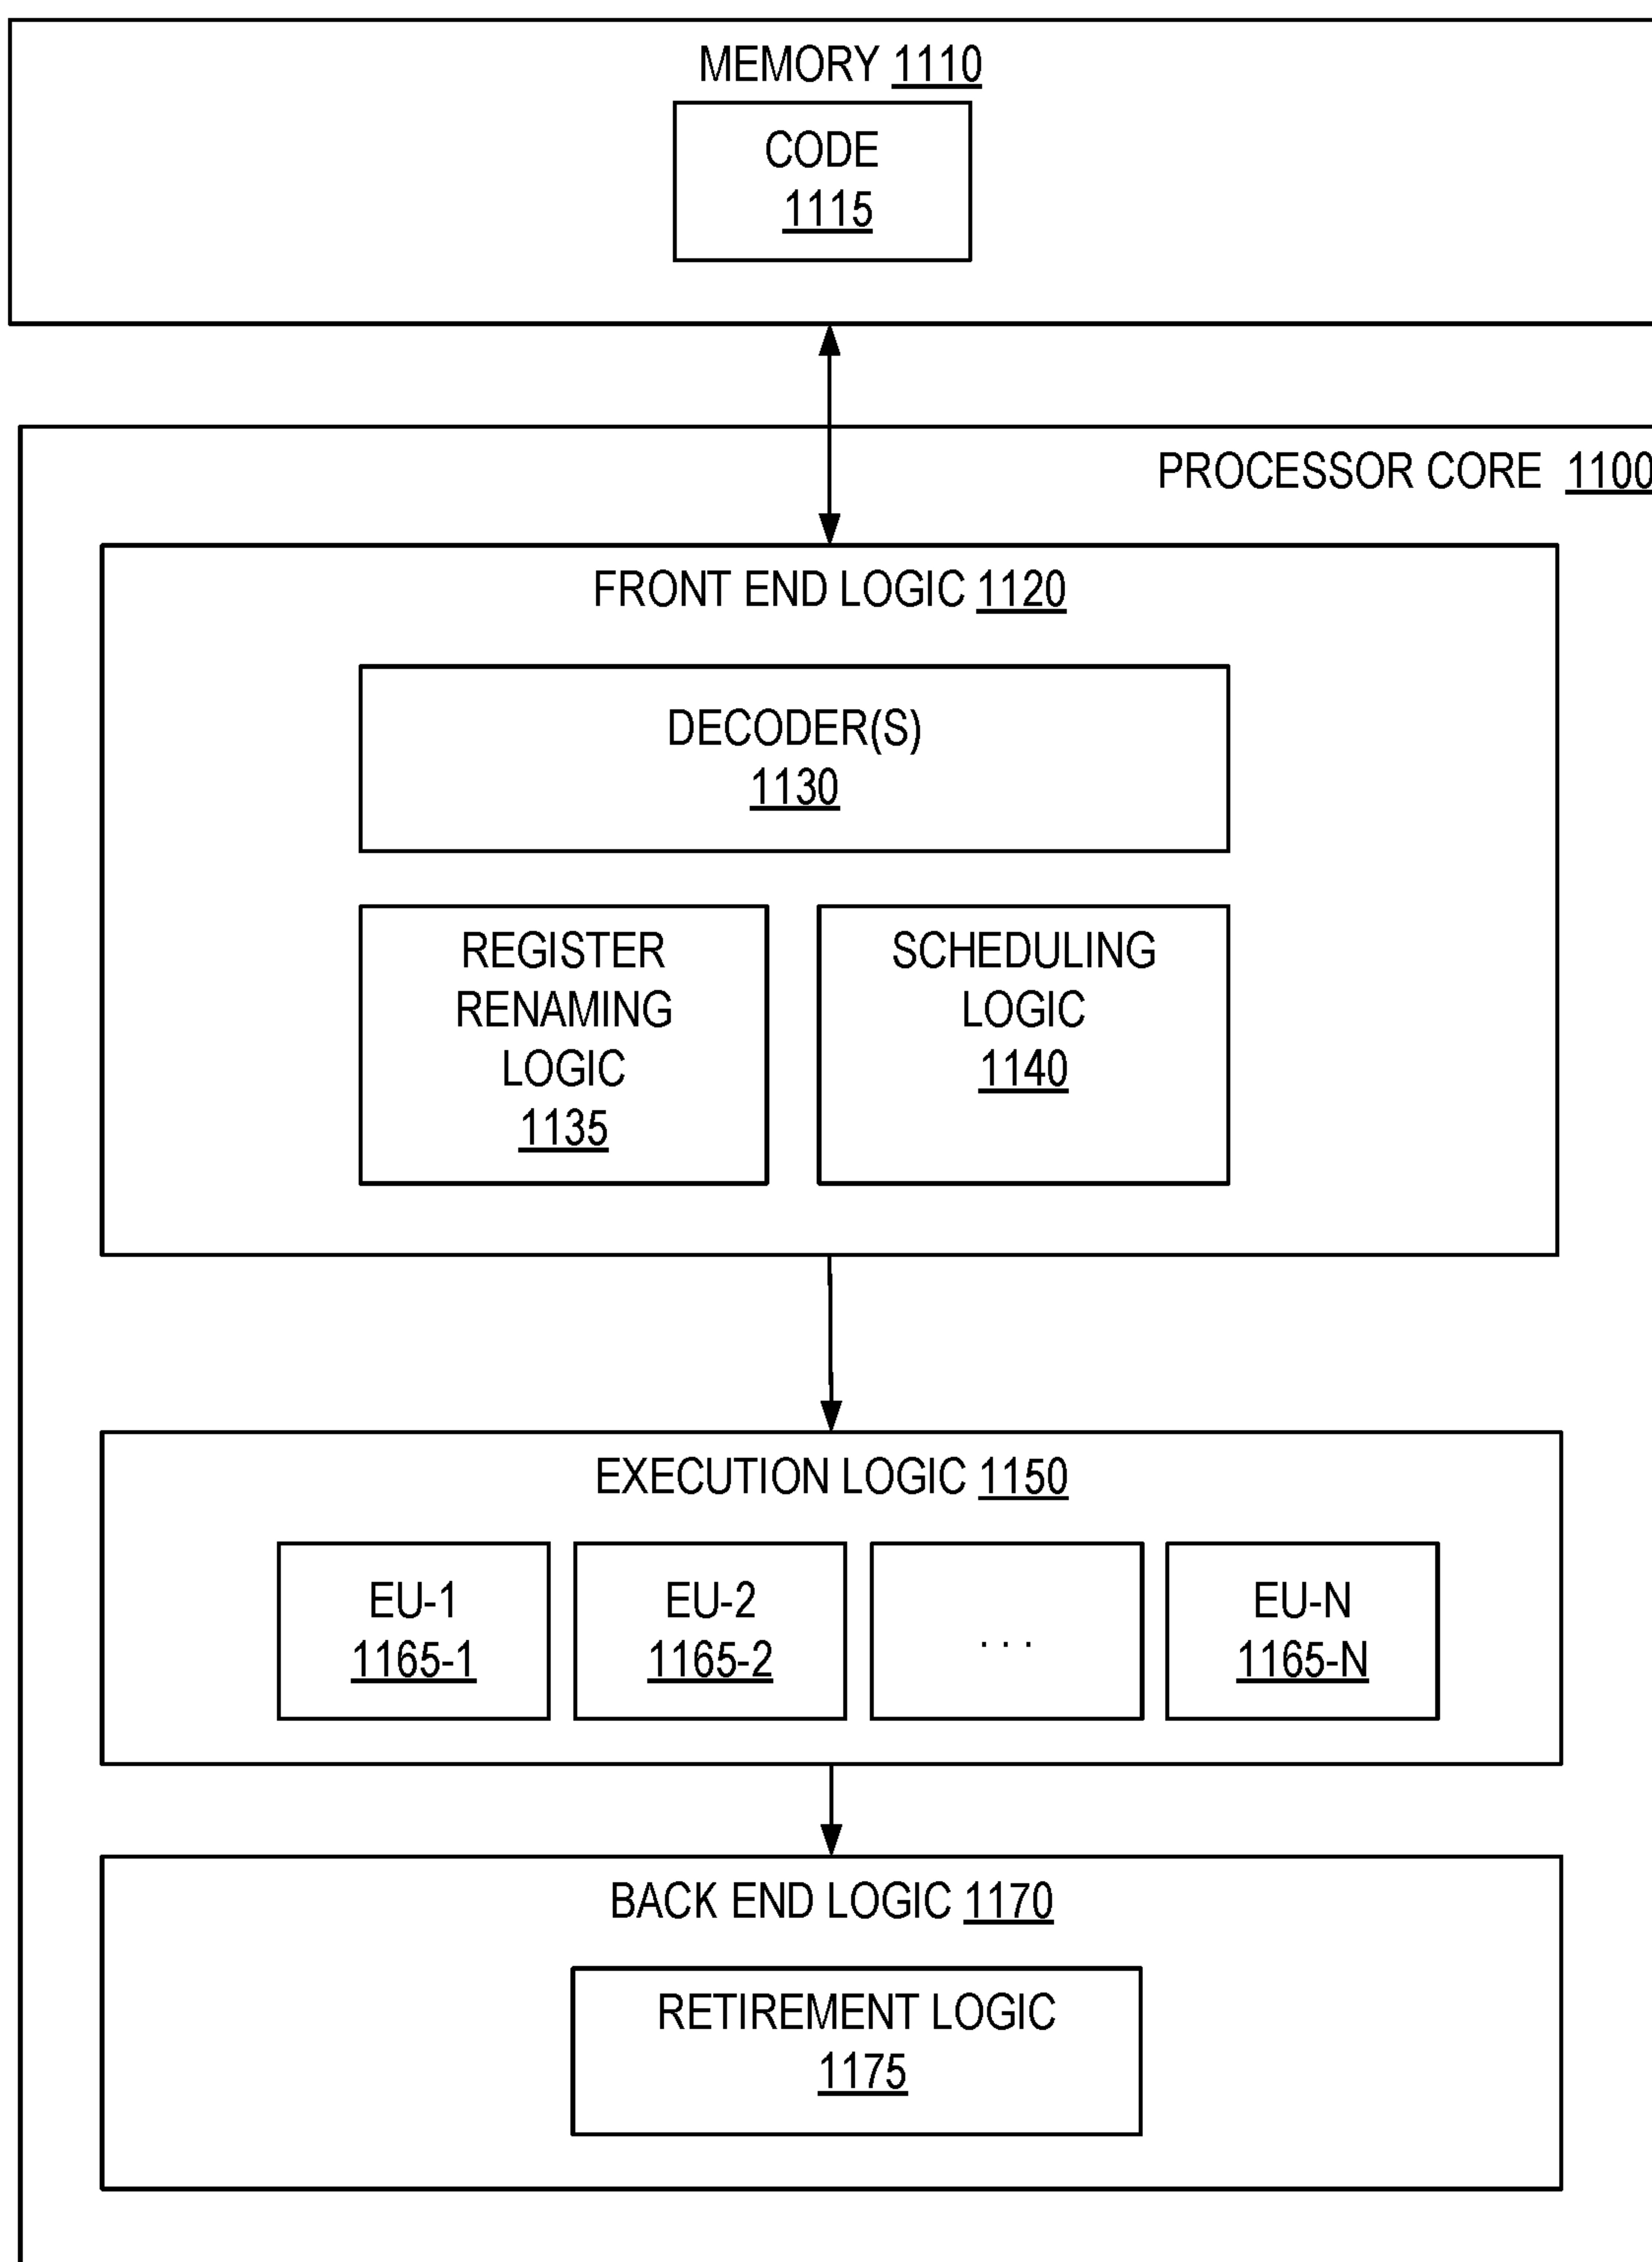 MEMORY 1110
CODE
1115
PROCESSOR CORE 1100
FRONT END LOGIC 1120
DECODER(S)
1130
REGISTER
RENAMING
LOGIC
1135
SCHEDULING
LOGIC
1140
EXECUTION LOGIC 1150
EU-1
1165-1
EU-2
1165-2
. . .
EU-N
1165-N
BACK END LOGIC 1170
RETIREMENT LOGIC
1175